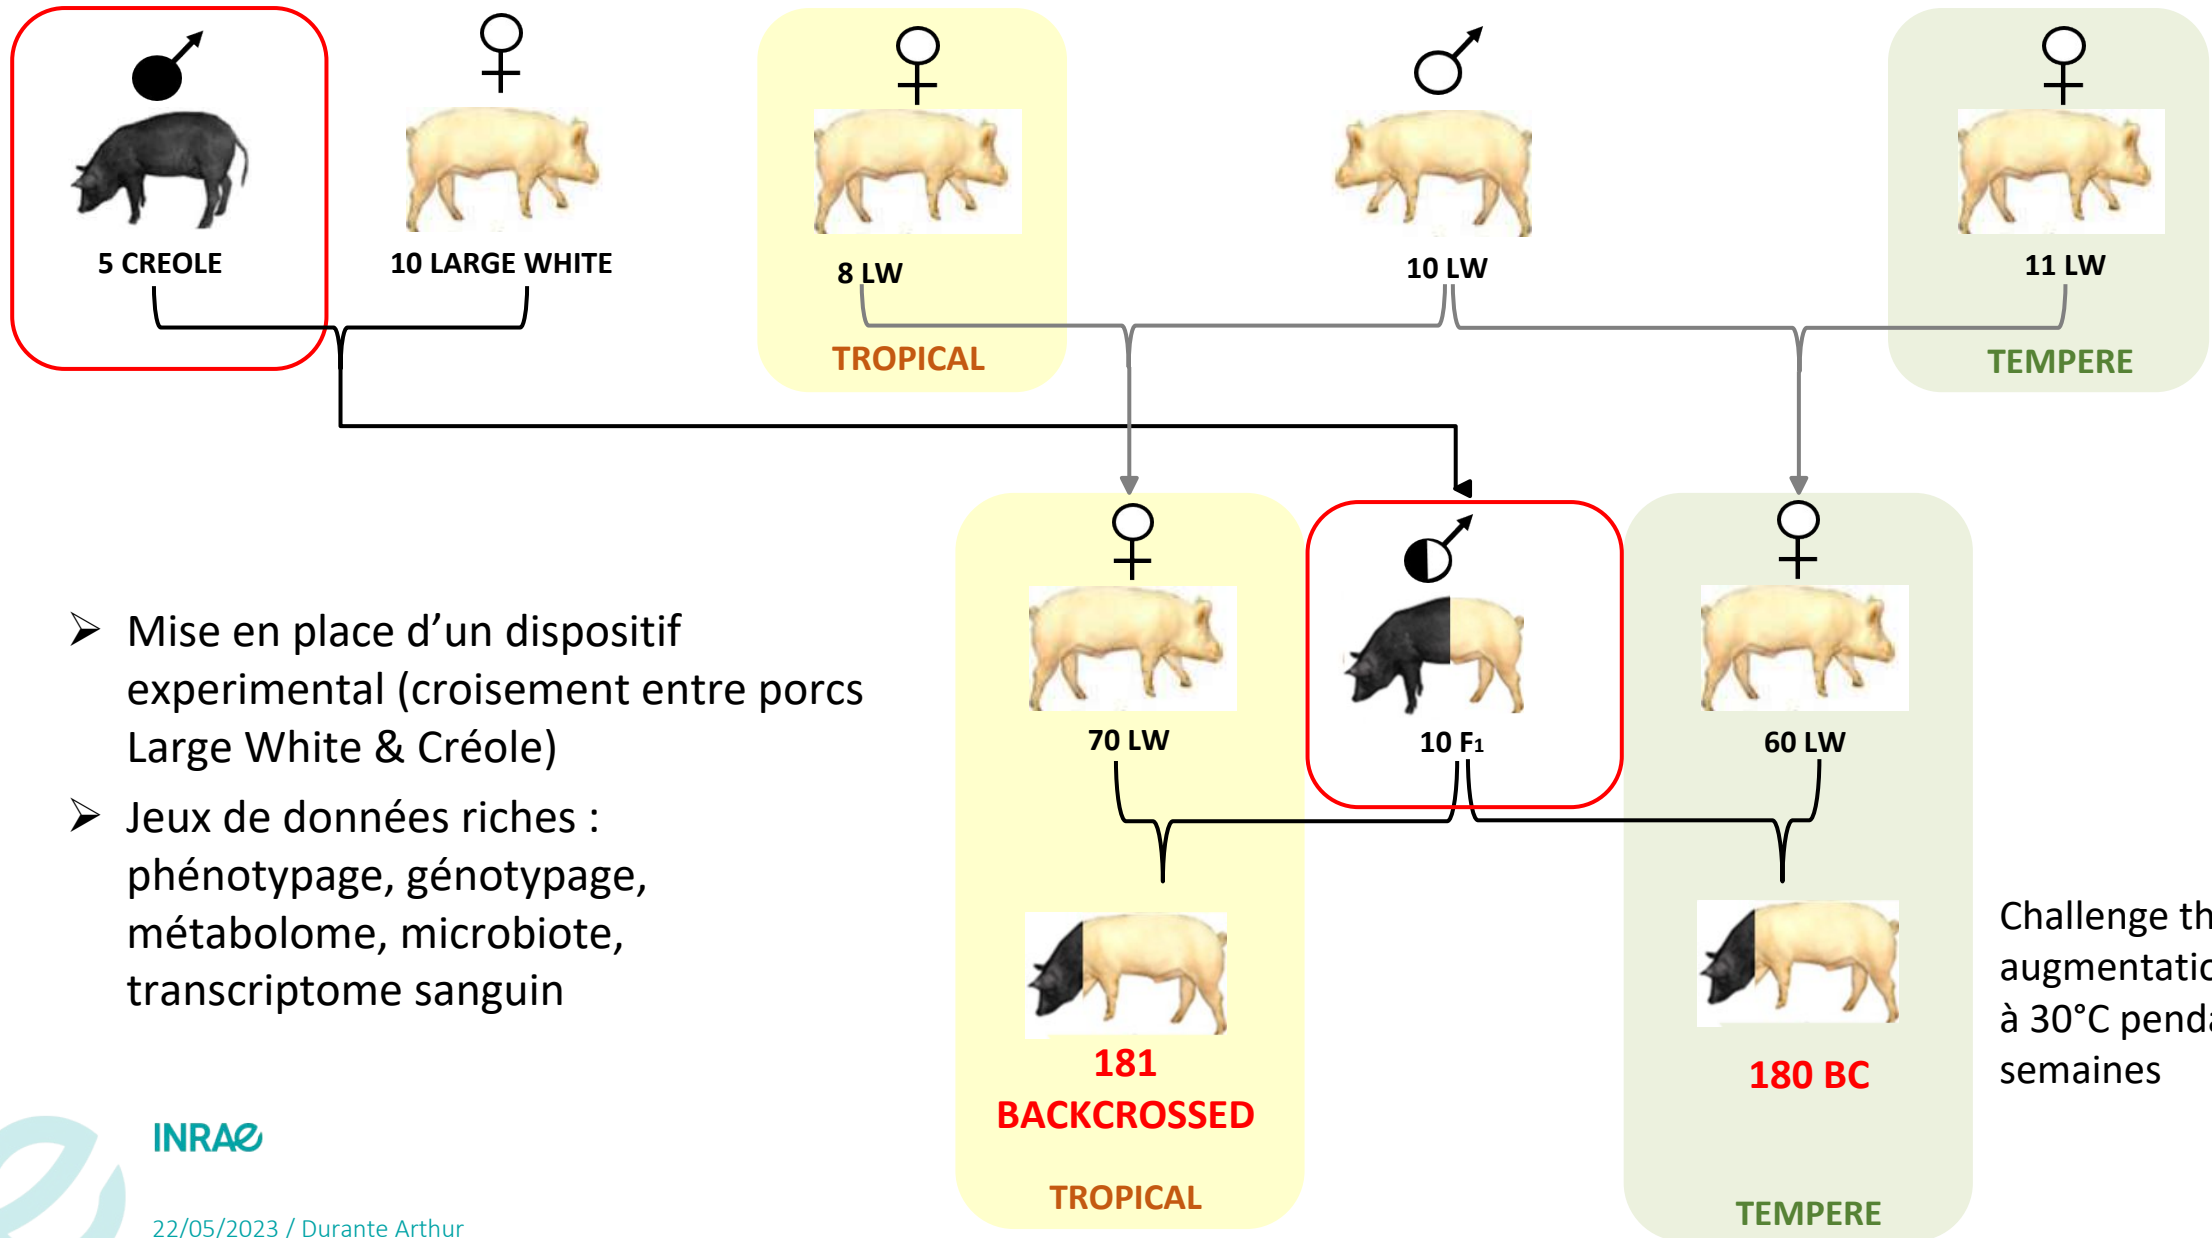 5 CREOLE
10 LARGE WHITE
8 LW
10 LW
11 LW
TROPICAL
TEMPERE
70 LW
10 F1
60 LW
➢ Mise en place d’un dispositif
experimental (croisement entre porcs
Large White & Créole)
➢ Jeux de données riches :
phénotypage, génotypage,
métabolome, microbiote,
transcriptome sanguin
181
BACKCROSSED
TROPICAL
180 BC
TEMPERE
Challenge
à 30°C
semaines
INRAE
22/05/2023 / Durante Arthur